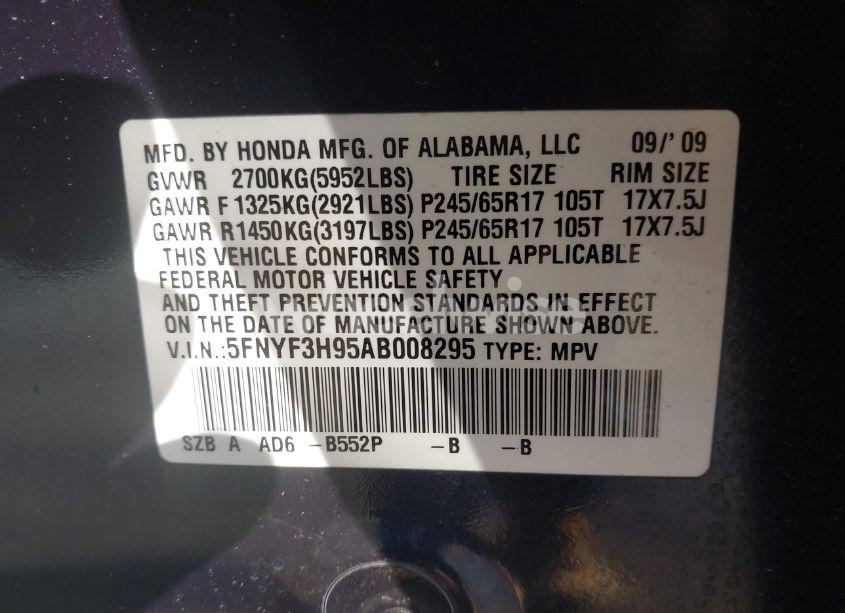 MFD. BY HONDA MFG. OF ALABAMA, LLC 09/' 09
GVWR 2700KG(5952LBS) TIRE SIZE RIM SIZE
GAWR F 1325KG(2921LBS) P245/65R17 105T 17X7.5J
GAWR R1450KG(3197LBS) P245/65R17 105T 17X7.5J
THIS VEHICLE CONFORMS TO ALL APPLICABLE
FEDERAL MOTOR VEHICLE SAFETY
AND THEFT PREVENTION STANDARDS IN EFFECT
ON THE DATE OF MANUFACTURE SHOWN ABOVE.
V.I.N.:5FNYF3H95AB008295 TYPE: MPV
SZB A AD6 -B552P -B -B